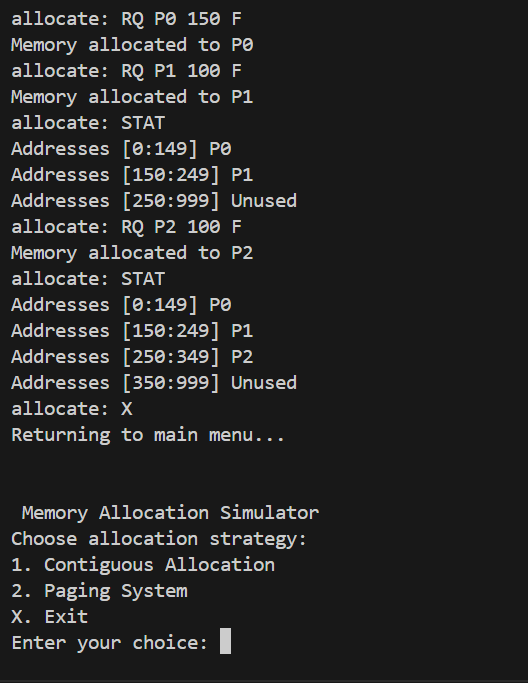 allocate: RQ P0 150 F
Memory allocated to P0
allocate: RQ P1 100 F
Memory allocated to P1
allocate: STAT
Addresses [0:149] P0
Addresses [150:249] P1
Addresses [250:999] Unused
allocate: RQ P2 100 F
Memory allocated to P2
allocate: STAT
Addresses [0:149] P0
Addresses [150:249] P1
Addresses [250:349] P2
Addresses [350:999] Unused
allocate: X
Returning to main menu...
Memory Allocation Simulator
Choose allocation strategy:
1. Contiguous Allocation
2. Paging System
X. Exit
Enter your choice: